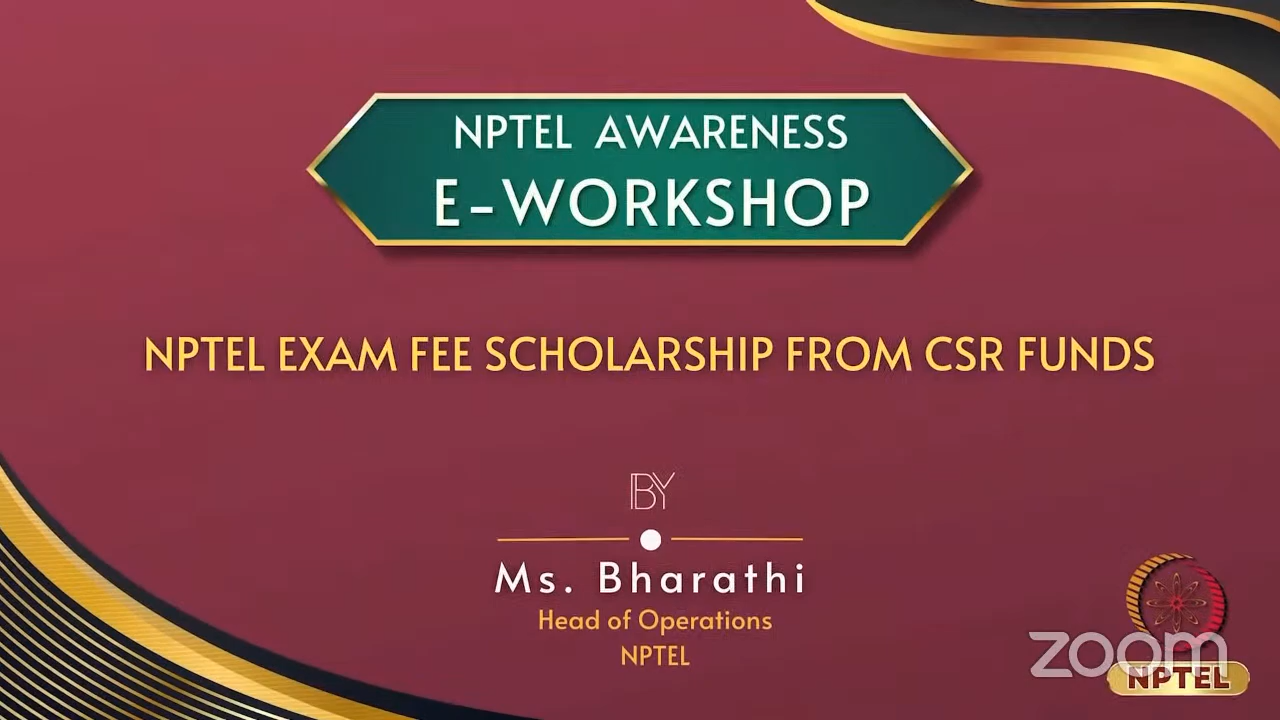 NPTEL AWARENESS
E-WORKSHOP
NPTEL EXAM FEE SCHOLARSHIP FROM CSR FUNDS
BY
Ms. Bharathi
Head of Operations
NPTEL
zoom
NPTEL